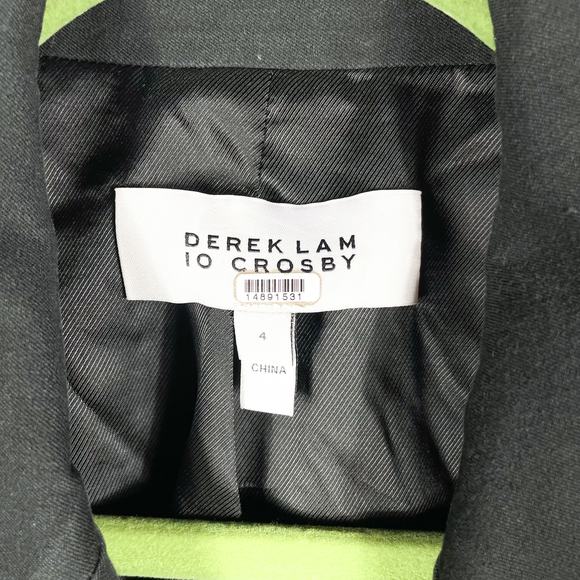 DEREK LAM
10 CROSBY
14891531
4
CHINA